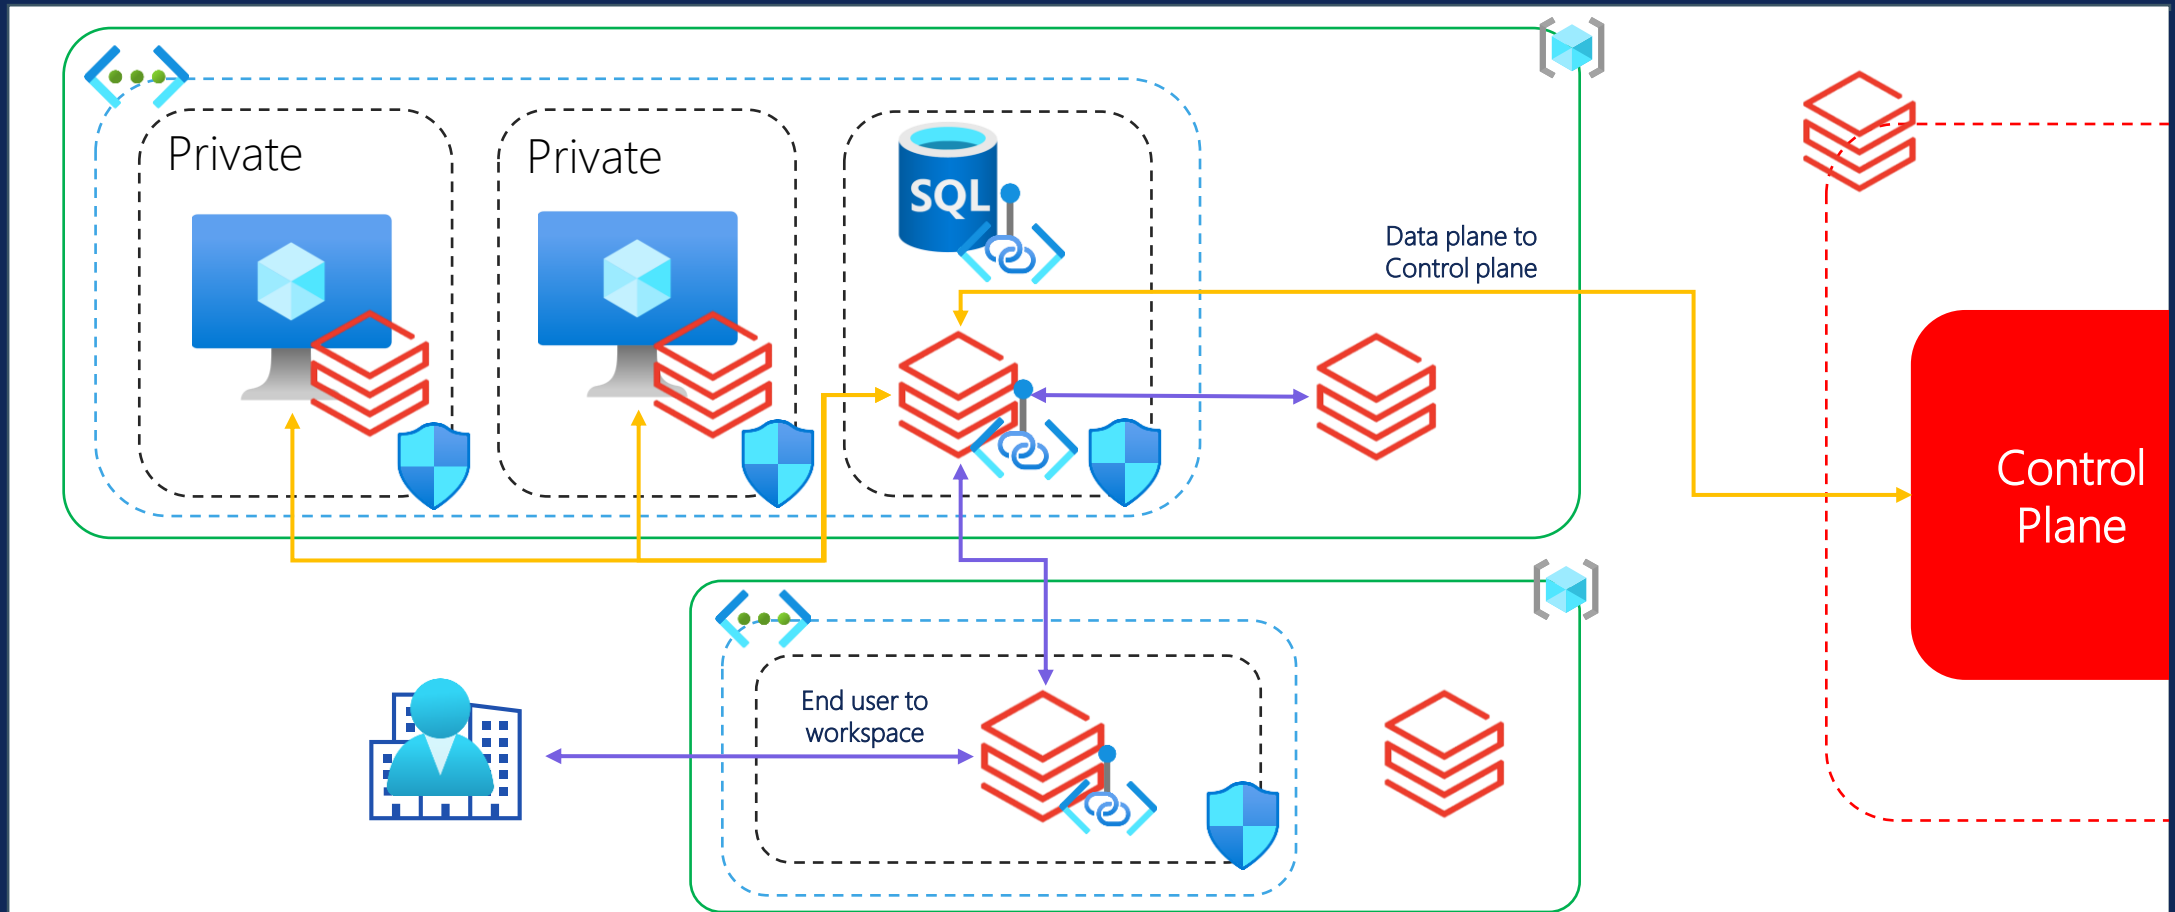 Private
Private
SQL
Data plane to
Control plane
Control
Plane
End user to
workspace